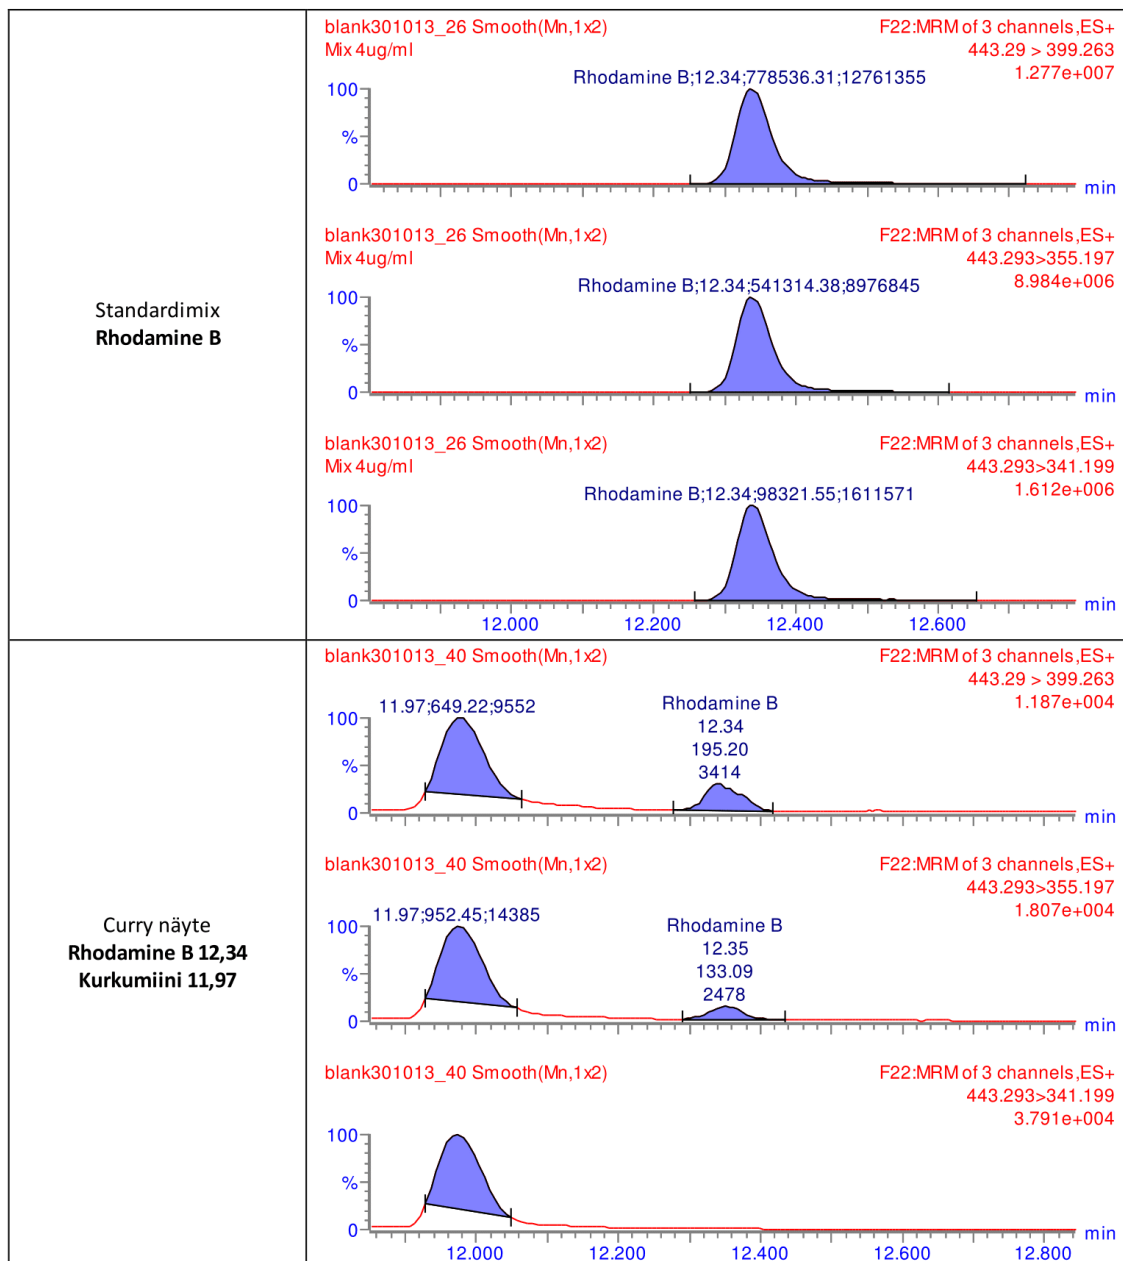 Standardimix
Rhodamine B
blank301013_26 Smooth(Mn,1x2)
F22:MRM of 3 channels,ES+
Mix 4ug/ml
443.29 > 399.263
1.277e+007
Rhodamine B;12.34;778536.31;12761355
100
%
0
min
blank301013_26 Smooth(Mn,1x2)
F22:MRM of 3 channels,ES+
Mix 4ug/ml
443.293>355.197
8.984e+006
Rhodamine B;12.34;541314.38;8976845
100
%
0
min
blank301013_26 Smooth(Mn,1x2)
F22:MRM of 3 channels,ES+
Mix 4ug/ml
443.293>341.199
1.612e+006
Rhodamine B;12.34;98321.55;1611571
100
%
0
min
12.000 12.200 12.400 12.600
Curry näyte
Rhodamine B 12,34
Kurkumiini 11,97
blank301013_40 Smooth(Mn,1x2)
F22:MRM of 3 channels,ES+
443.29 > 399.263
1.187e+004
11.97;649.22;9552
Rhodamine B
12.34
195.20
3414
100
%
0
min
blank301013_40 Smooth(Mn,1x2)
F22:MRM of 3 channels,ES+
443.293>355.197
1.807e+004
11.97;952.45;14385
Rhodamine B
12.35
133.09
2478
100
%
0
min
blank301013_40 Smooth(Mn,1x2)
F22:MRM of 3 channels,ES+
443.293>341.199
3.791e+004
100
%
0
min
12.000 12.200 12.400 12.600 12.800